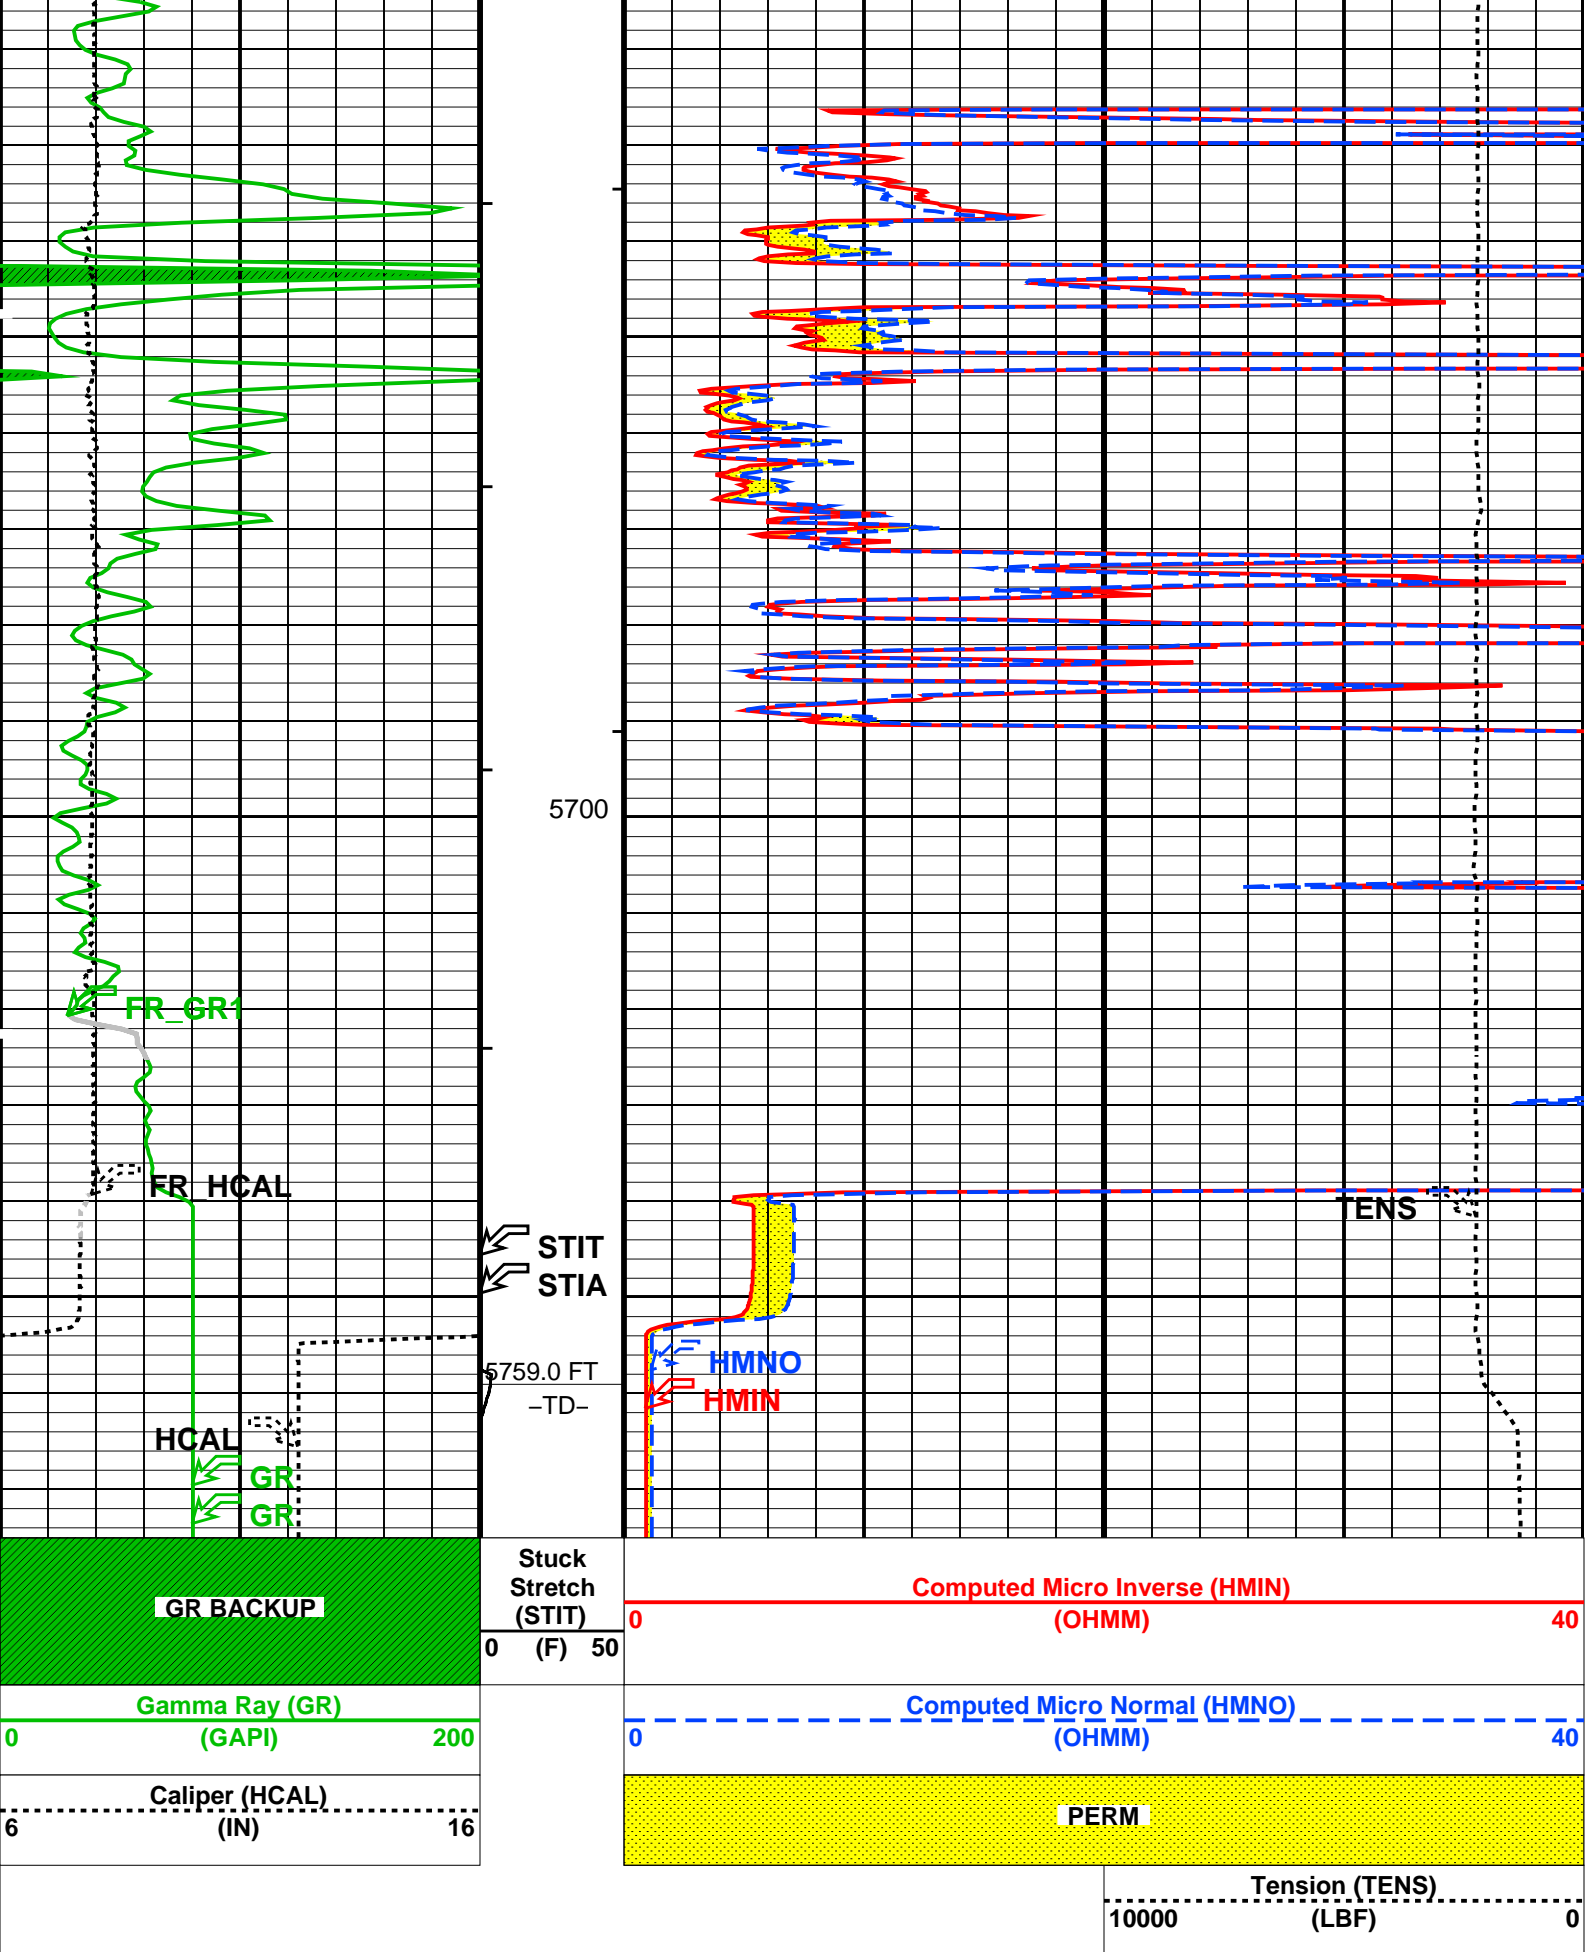 5700
FR_GR1
FR_HCAL
TENS
STIT
STIA
HMNO
5759.0 FT
HMIN
–TD–
HCAL
GR
GR
GR BACKUP
Stuck
Stretch
(STIT)
0 (F) 50
Computed Micro Inverse (HMIN)
0 (OHMM) 40
Gamma Ray (GR)
0 (GAPI) 200
Computed Micro Normal (HMNO)
0 (OHMM) 40
Caliper (HCAL)
6 (IN) 16
PERM
Tension (TENS)
10000 (LBF) 0